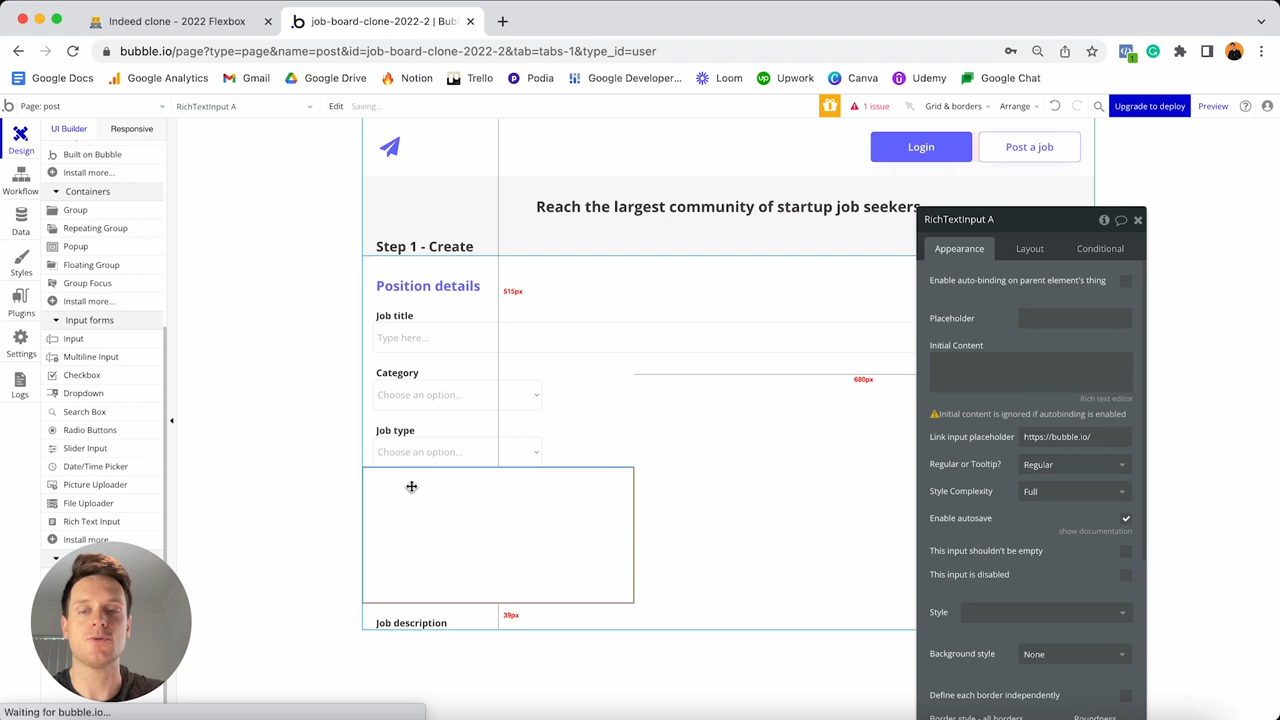 Indeed clone - 2022 Flexbox
job-board-clone-2022-2 | Bubb
bubble.io/page?type=page&name=post&id=job-board-clone-2022-2&tab=tabs-1&type_id=user
Google Docs
Google Analytics
Gmail
Google Drive
Notion
Trello
Podia
Google Developer...
Loom
Upwork
Canva
Udemy
Google Chat
Page: post
RichTextInput A
Edit
Saving...
1 issue
Grid & borders
Arrange
Upgrade to deploy
Preview
Design
Workflow
Data
Styles
Plugins
Settings
Logs
UI Builder
Responsive
Built on Bubble
Install more...
Containers
Group
Repeating Group
Popup
Floating Group
Group Focus
Install more...
Input forms
Input
Multiline Input
Checkbox
Dropdown
Search Box
Radio Buttons
Slider Input
Date/Time Picker
Picture Uploader
File Uploader
Rich Text Input
Install more
Login
Post a job
Reach the largest community of startup job seekers
Step 1 - Create
Position details
515px
Job title
Type here...
Category
680px
Choose an option...
Job type
Choose an option...
39px
Job description
RichTextInput A
Appearance
Layout
Conditional
Enable auto-binding on parent element's thing
Placeholder
Initial Content
Rich text editor
Initial content is ignored if autobinding is enabled
Link input placeholder
https://bubble.io/
Regular or Tooltip?
Regular
Style Complexity
Full
Enable autosave
show documentation
This input shouldn't be empty
This input is disabled
Style
Background style
None
Define each border independently
Border style - all borders
Roundness
Waiting for bubble.io...